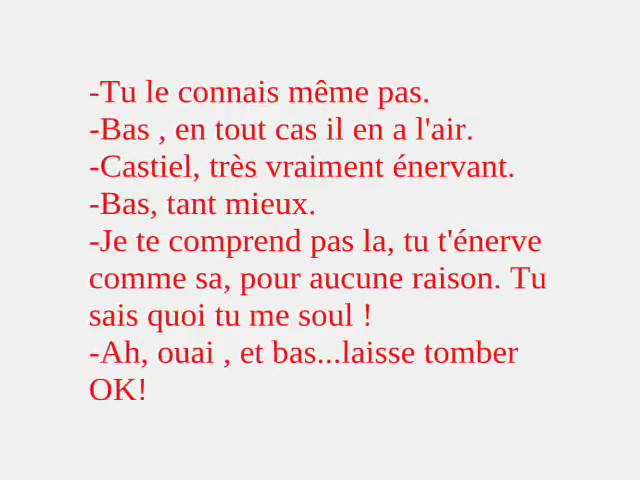 -Tu le connais même pas.
-Bas , en tout cas il en a l'air.
-Castiel, très vraiment énervant.
-Bas, tant mieux.
-Je te comprend pas la, tu t'énerve
comme sa, pour aucune raison. Tu
sais quoi tu me soul !
-Ah, ouai , et bas...laisse tomber
OK!